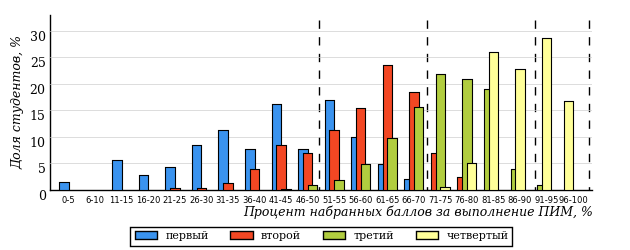 Доля студентов, %
30
25
20
15
10
5
0
0-5 6-10 11-15 16-20 21-25 26-30 31-35 36-40 41-45 46-50 51-55 56-60 61-65 66-70 71-75 76-80 81-85 86-90 91-95 96-100
Процент набранных баллов за выполнение ПИМ, %
первый второй третий четвертый